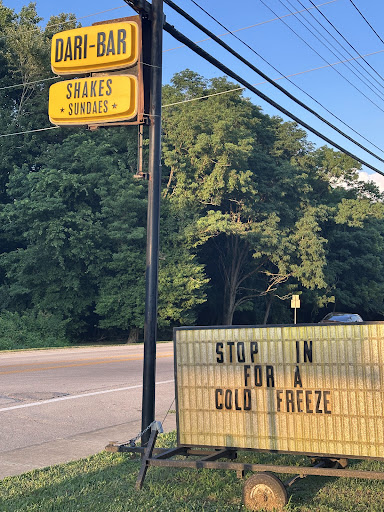 DARI-BAR
SHAKES
★ SUNDAES ★
STOP IN
FOR A
COLD FREEZE